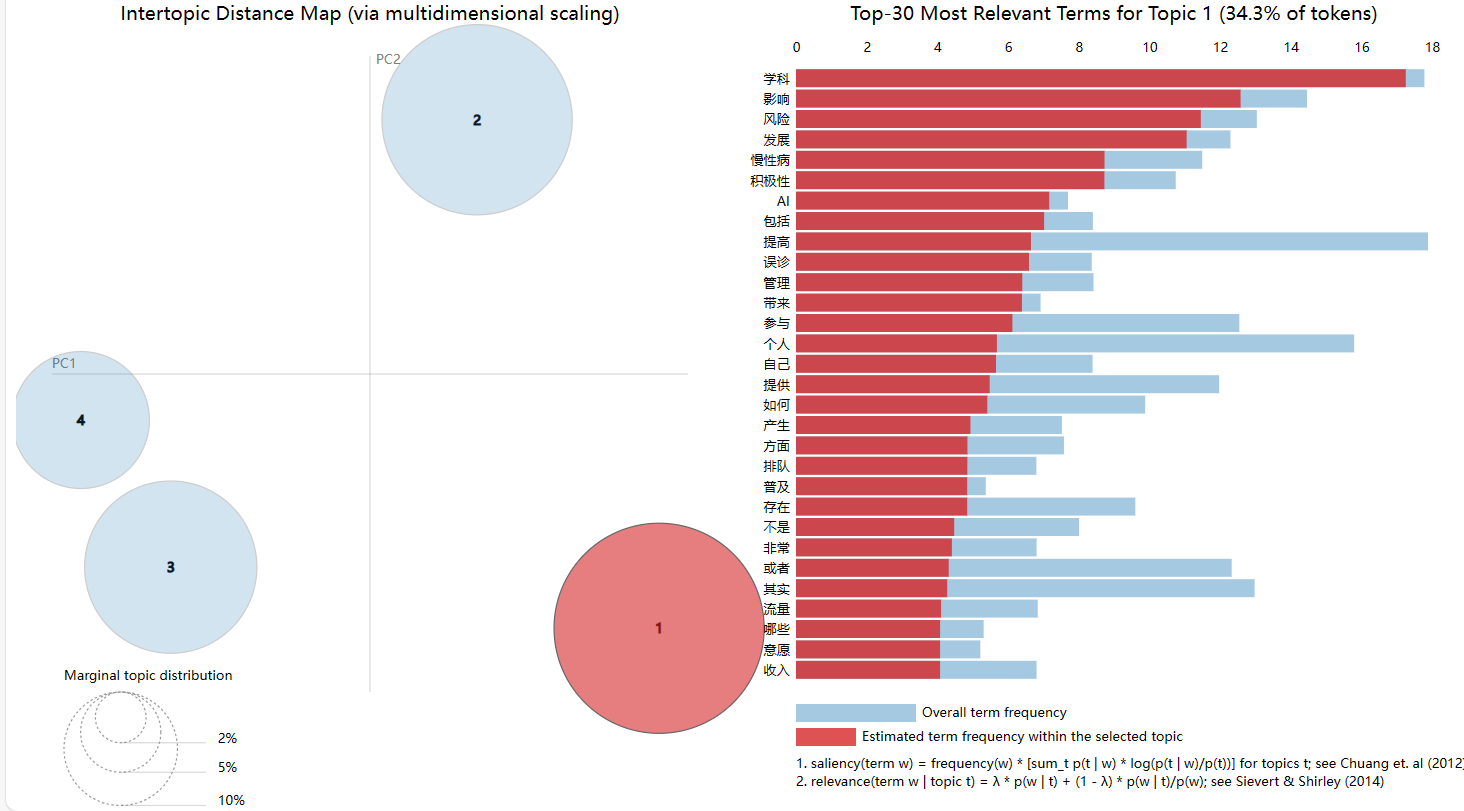 Intertopic Distance Map (via multidimensional scaling)
PC2
2
PC1
4
3
1
Marginal topic distribution
2%
5%
10%
Top-30 Most Relevant Terms for Topic 1 (34.3% of tokens)
0 2 4 6 8 10 12 14 16 18
学科
影响
风险
发展
慢性病
积极性
AI
包括
提高
误诊
管理
带来
参与
个人
自己
提供
如何
产生
方面
排队
普及
存在
不是
非常
或者
其实
流量
哪些
意愿
收入
Overall term frequency
Estimated term frequency within the selected topic
1. saliency(term w) = frequency(w) * [sum_t p(t | w) * log(p(t | w)/p(t))] for topics t; see Chuang et. al (2012
2. relevance(term w | topic t) = λ * p(w | t) + (1 - λ) * p(w | t)/p(w); see Sievert & Shirley (2014)